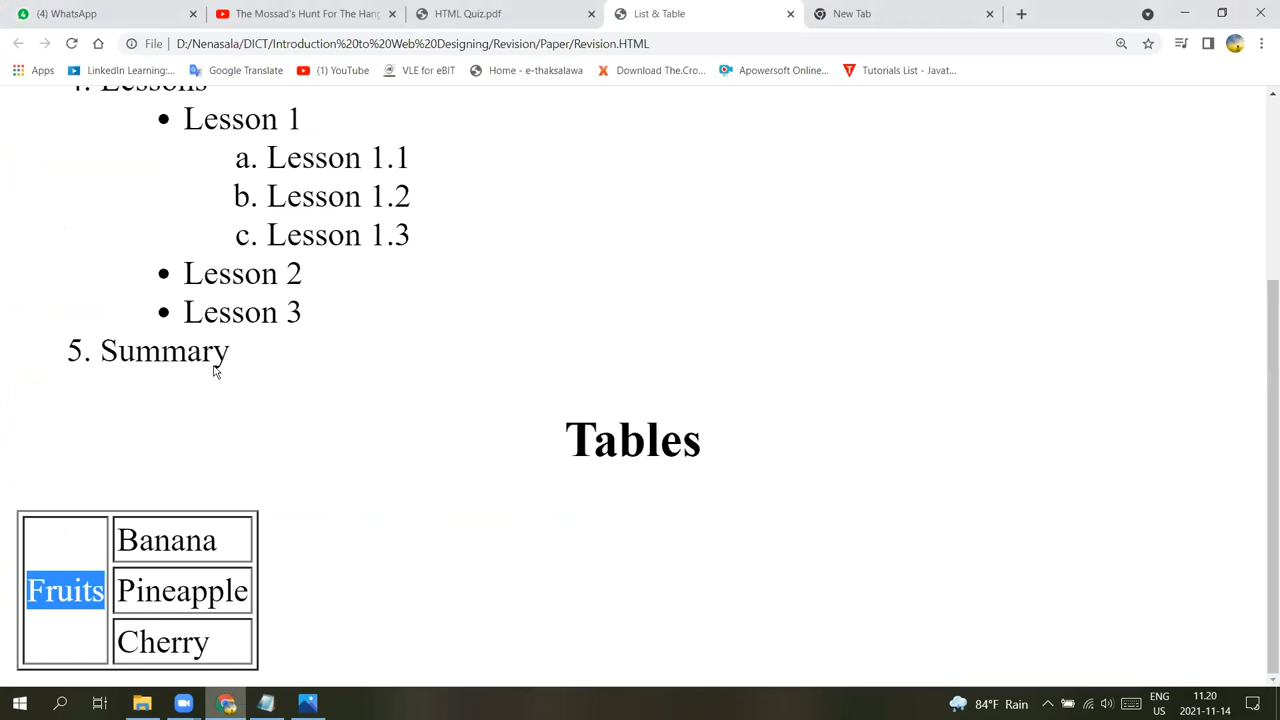 (4) WhatsApp
The Mossad's Hunt For The Han
HTML Quiz.pdf
List & Table
New Tab
File
D:/Nenasala/DICT/Introduction%20to%20Web%20Designing/Revision/Paper/Revision.HTML
Apps
LinkedIn Learning:...
Google Translate
(1) YouTube
VLE for eBIT
Home - e-thaksalawa
Download The.Cro...
Apowersoft Online...
Tutorials List - Javat...
4. Lessons
• Lesson 1
a. Lesson 1.1
b. Lesson 1.2
c. Lesson 1.3
• Lesson 2
• Lesson 3
5. Summary
Tables
Banana
Fruits Pineapple
Cherry
84°F Rain
ENG
US
11.20
2021-11-14